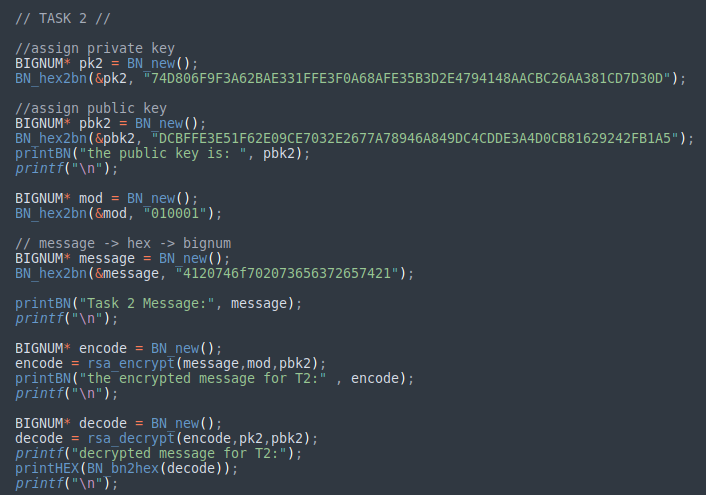 // TASK 2 //
//assign private key
BIGNUM* pk2 = BN_new();
BN_hex2bn(&pk2, "74D806F9F3A62BAE331FFE3F0A68AFE35B3D2E4794148AACBC26AA381CD7D30D");
//assign public key
BIGNUM* pbk2 = BN_new();
BN_hex2bn(&pbk2, "DCBFFE3E51F62E09CE7032E2677A78946A849DC4CDDE3A4D0CB81629242FB1A5");
printBN("the public key is: ", pbk2);
printf("\n");
BIGNUM* mod = BN_new();
BN_hex2bn(&mod, "010001");
// message -> hex -> bignum
BIGNUM* message = BN_new();
BN_hex2bn(&message, "4120746f702073656372657421");
printBN("Task 2 Message:", message);
printf("\n");
BIGNUM* encode = BN_new();
encode = rsa_encrypt(message,mod,pbk2);
printBN("the encrypted message for T2:" , encode);
printf("\n");
BIGNUM* decode = BN_new();
decode = rsa_decrypt(encode,pk2,pbk2);
printf("decrypted message for T2:");
printHEX(BN_bn2hex(decode));
printf("\n");